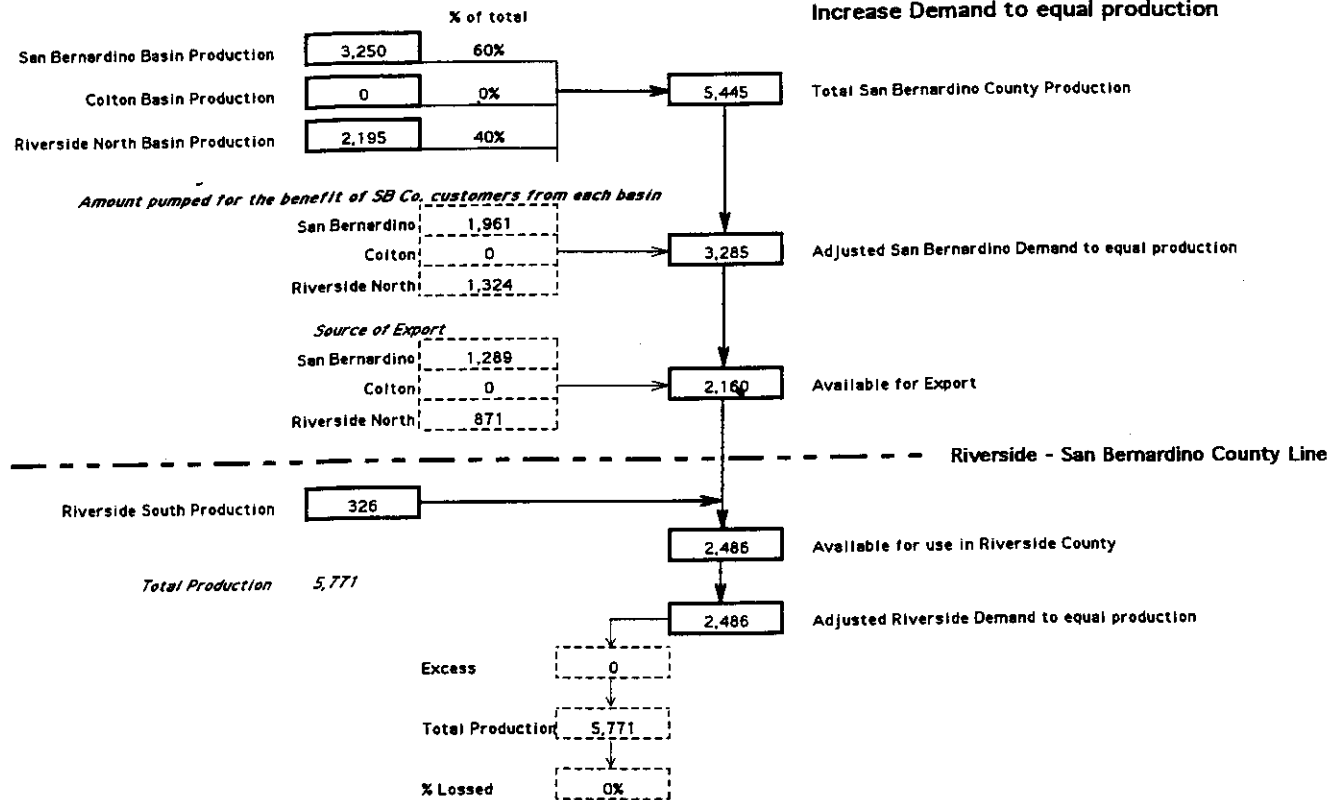 Increase Demand to equal production
% of total
San Bernardino Basin Production 3,250 60%
Colton Basin Production 0 0%
5,445 Total San Bernardino County Production
Riverside North Basin Production 2,195 40%
Amount pumped for the benefit of SB Co. customers from each basin
San Bernardino 1,961
Colton 0
3,285 Adjusted San Bernardino Demand to equal production
Riverside North 1,324
Source of Export
San Bernardino 1,289
Colton 0
2,160 Available for Export
Riverside North 871
Riverside - San Bernardino County Line
Riverside South Production 326
2,486 Available for use in Riverside County
Total Production 5,771
2,486 Adjusted Riverside Demand to equal production
Excess 0
Total Production 5,771
% Lossed 0%